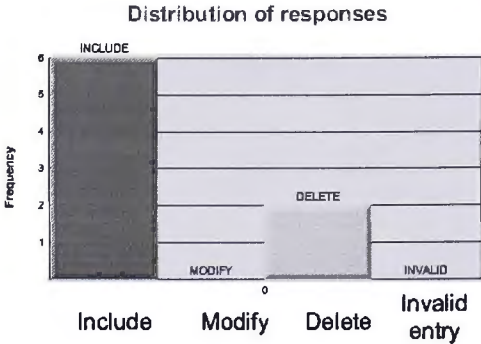 Distribution of responses
INCLUDE
6
5
4
3
2
1
Frequency
DELETE
MODIFY
INVALID
0
Include
Modify
Delete
Invalid
entry